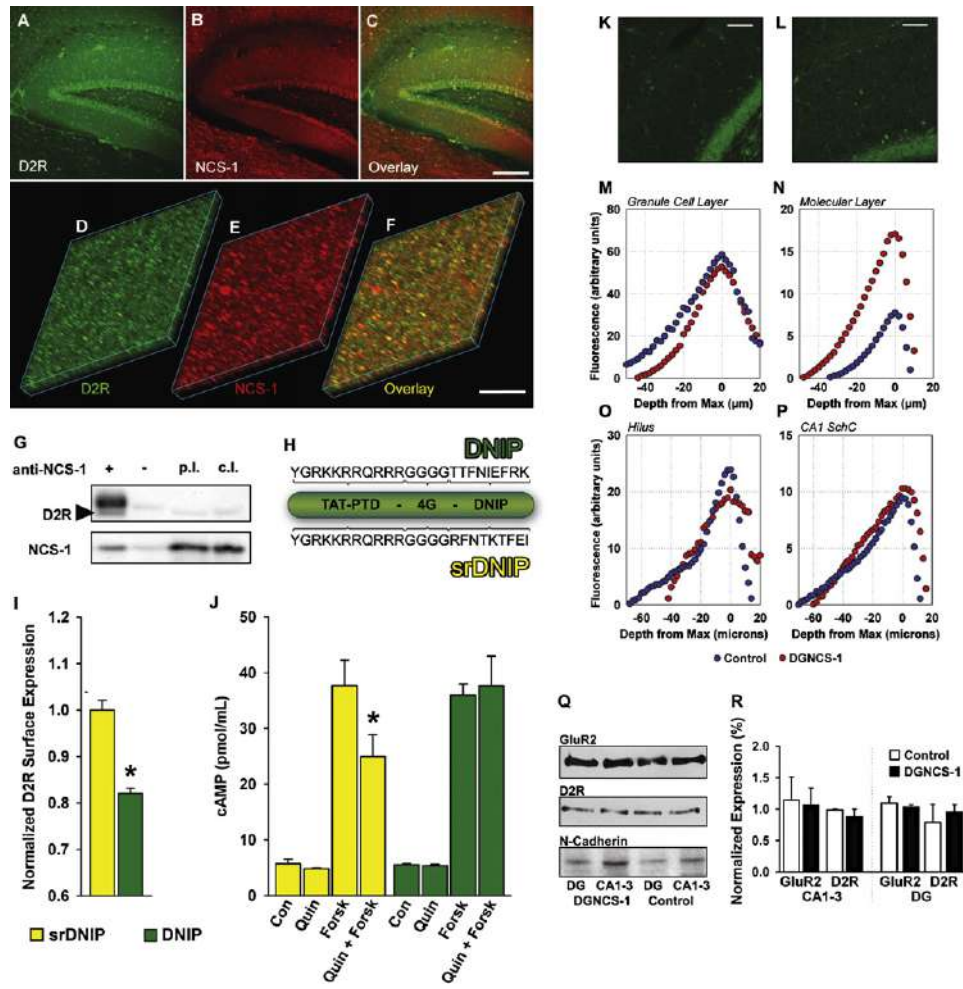 A
B
C
D2R
NCS-1
Overlay
D
E
F
D2R
NCS-1
Overlay
G
anti-NCS-1 + - p.I. c.I.
D2R
NCS-1
H
DNIP
YGRKKRRQRRRGGGGTTFNIEFRK
TAT-PTD - 4G - DNIP
YGRKKRRQRRRGGGGRFNTKTFEI
srDNIP
I
Normalized D2R Surface Expression
1.2
1.1
1.0
0.9
0.8
0.7
0.6
*
srDNIP
DNIP
J
cAMP (pmol/mL)
50
40
30
20
10
0
*
Con
Quin
Forsk
Quin + Forsk
Con
Quin
Forsk
Quin + Forsk
K
L
M
Granule Cell Layer
Fluorescence (arbitrary units)
80
60
40
20
0
-40 -20 0 20
Depth from Max (µm)
N
Molecular Layer
20
15
10
5
0
-40 -20 0 20
Depth from Max (µm)
O
Hilus
Fluorescence (arbitrary units)
30
20
10
0
-60 -40 -20 0 20
Depth from Max (microns)
P
CA1 SchC
15
10
5
0
-60 -40 -20 0 20
Depth from Max (microns)
Control
DGNCS-1
Q
GluR2
D2R
N-Cadherin
DG CA1-3 DG CA1-3
DGNCS-1 Control
R
Normalized Expression (%)
2.0
1.5
1.0
0.5
0.0
Control
DGNCS-1
GluR2 D2R GluR2 D2R
CA1-3 DG